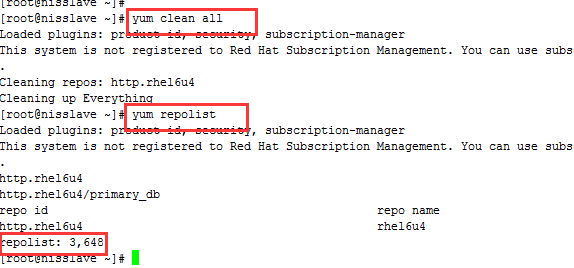 [root@nisslave ~]#
[root@nisslave ~]# yum clean all
Loaded plugins: product-id, security, subscription-manager
This system is not registered to Red Hat Subscription Management. You can use subs
.
Cleaning repos: http.rhel6u4
Cleaning up Everything
[root@nisslave ~]# yum repolist
Loaded plugins: product-id, security, subscription-manager
This system is not registered to Red Hat Subscription Management. You can use subs
.
http.rhel6u4
http.rhel6u4/primary_db
repo id repo name
http.rhel6u4 rhel6u4
repolist: 3,648
[root@nisslave ~]#